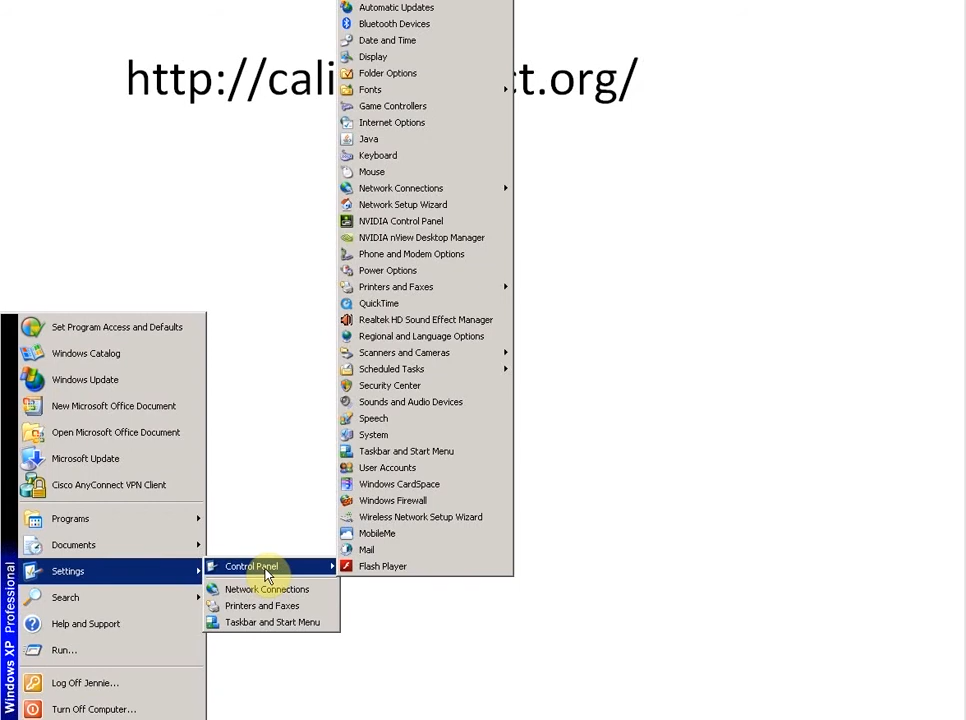 http://cali
ct.org/
Automatic Updates
Bluetooth Devices
Date and Time
Display
Folder Options
Fonts
Game Controllers
Internet Options
Java
Keyboard
Mouse
Network Connections
Network Setup Wizard
NVIDIA Control Panel
NVIDIA nView Desktop Manager
Phone and Modem Options
Power Options
Printers and Faxes
QuickTime
Realtek HD Sound Effect Manager
Regional and Language Options
Scanners and Cameras
Scheduled Tasks
Security Center
Sounds and Audio Devices
Speech
System
Taskbar and Start Menu
User Accounts
Windows CardSpace
Windows Firewall
Wireless Network Setup Wizard
MobileMe
Mail
Flash Player
Set Program Access and Defaults
Windows Catalog
Windows Update
New Microsoft Office Document
Open Microsoft Office Document
Microsoft Update
Cisco AnyConnect VPN Client
Programs
Documents
Settings
Search
Help and Support
Run...
Log Off Jennie...
Turn Off Computer...
Control Panel
Network Connections
Printers and Faxes
Taskbar and Start Menu
Windows XP Professional